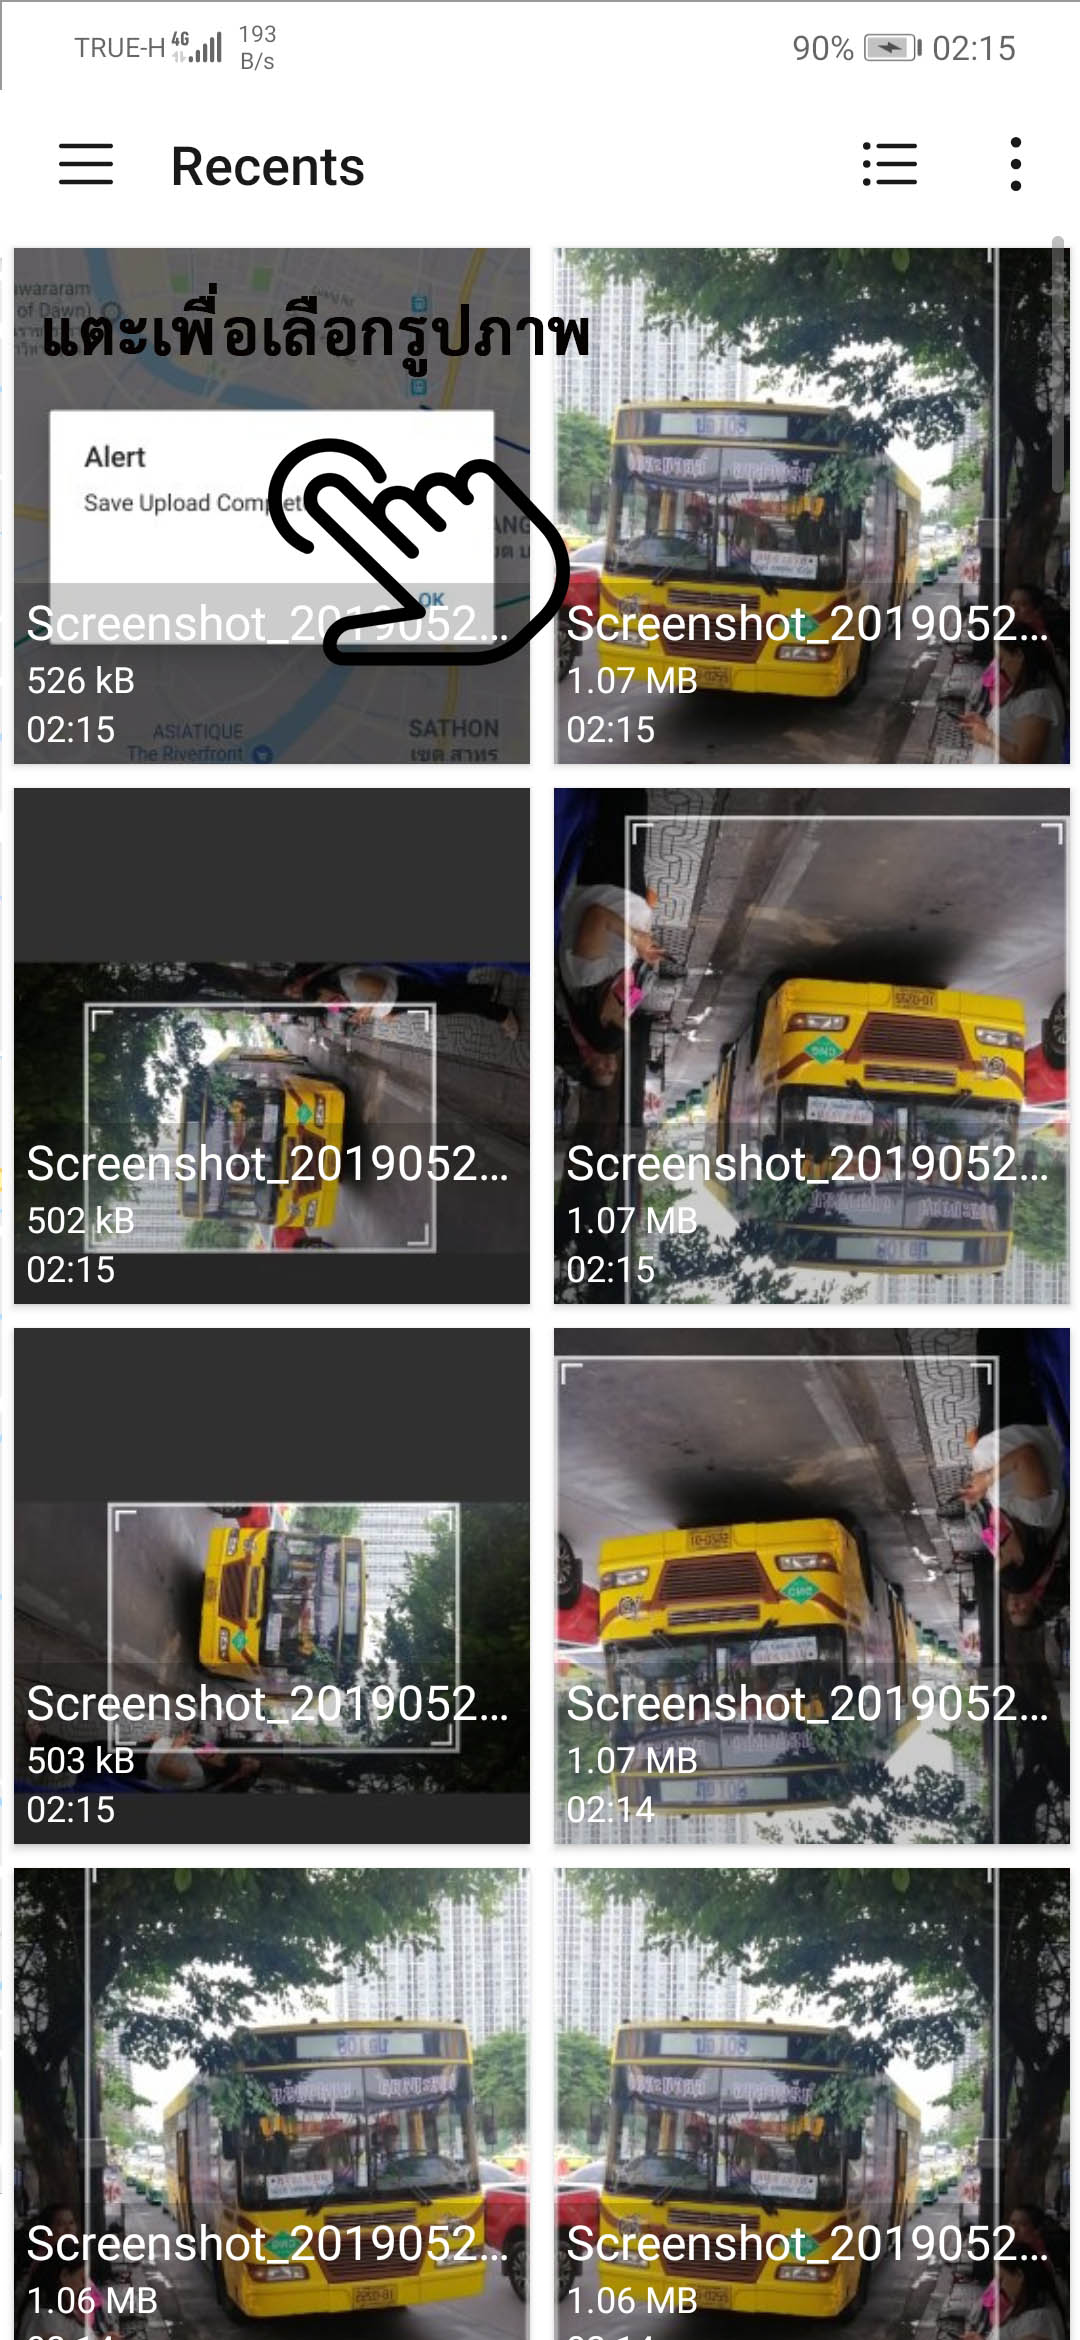 TRUE-H 4G 193 B/s 90% 02:15
Recents
แตะเพื่อเลือกรูปภาพ
Alert
Save Upload Complet
OK
ASIATIQUE
The Riverfront
SATHON
เขต สาทร
Screenshot_2019052...
526 kB
02:15
Screenshot_2019052...
1.07 MB
02:15
Screenshot_2019052...
502 kB
02:15
Screenshot_2019052...
1.07 MB
02:15
Screenshot_2019052...
503 kB
02:15
Screenshot_2019052...
1.07 MB
02:14
Screenshot_2019052...
1.06 MB
Screenshot_2019052...
1.06 MB